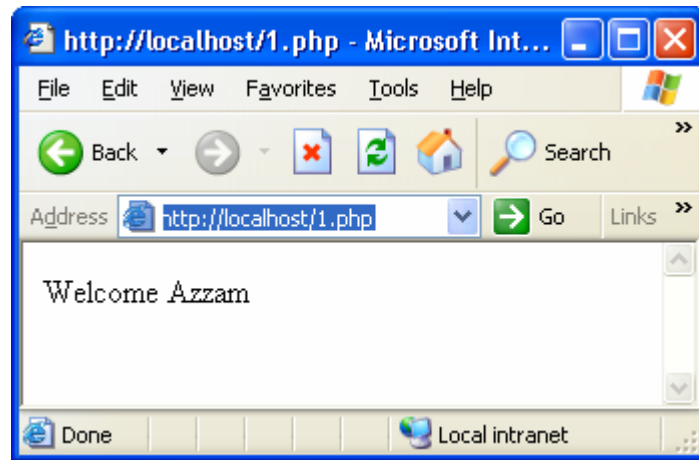 http://localhost/1.php - Microsoft Int...
File Edit View Favorites Tools Help
Back Search »
Address http://localhost/1.php Go Links »
Welcome Azzam
Done Local intranet